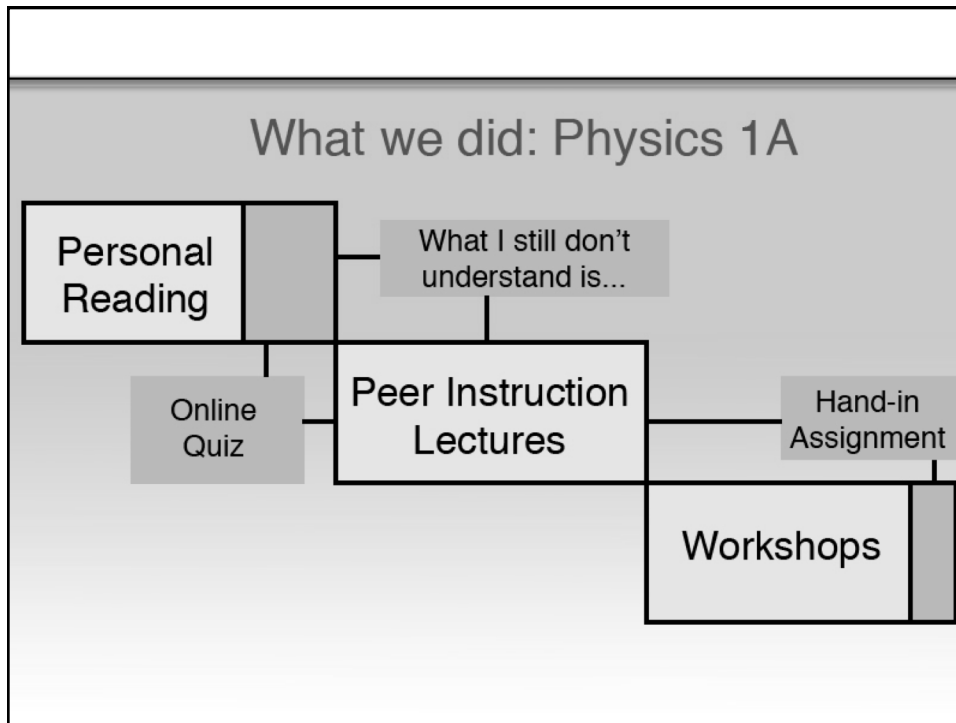 What we did: Physics 1A
Personal
Reading
What I still don’t
understand is...
Online
Quiz
Peer Instruction
Lectures
Hand-in
Assignment
Workshops